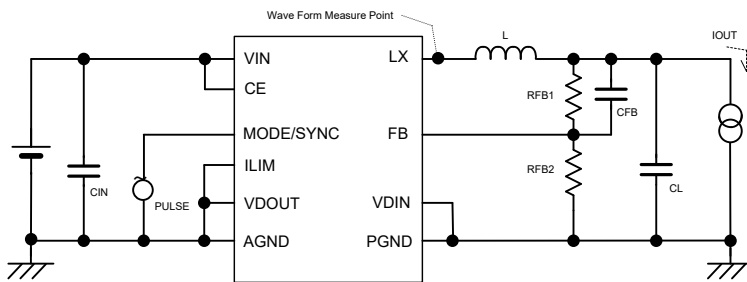 Wave Form Measure Point
L
IOUT
VIN
LX
CE
RFB1
CFB
MODE/SYNC
FB
ILIM
RFB2
CIN
PULSE
VDOUT
VDIN
CL
AGND
PGND
~